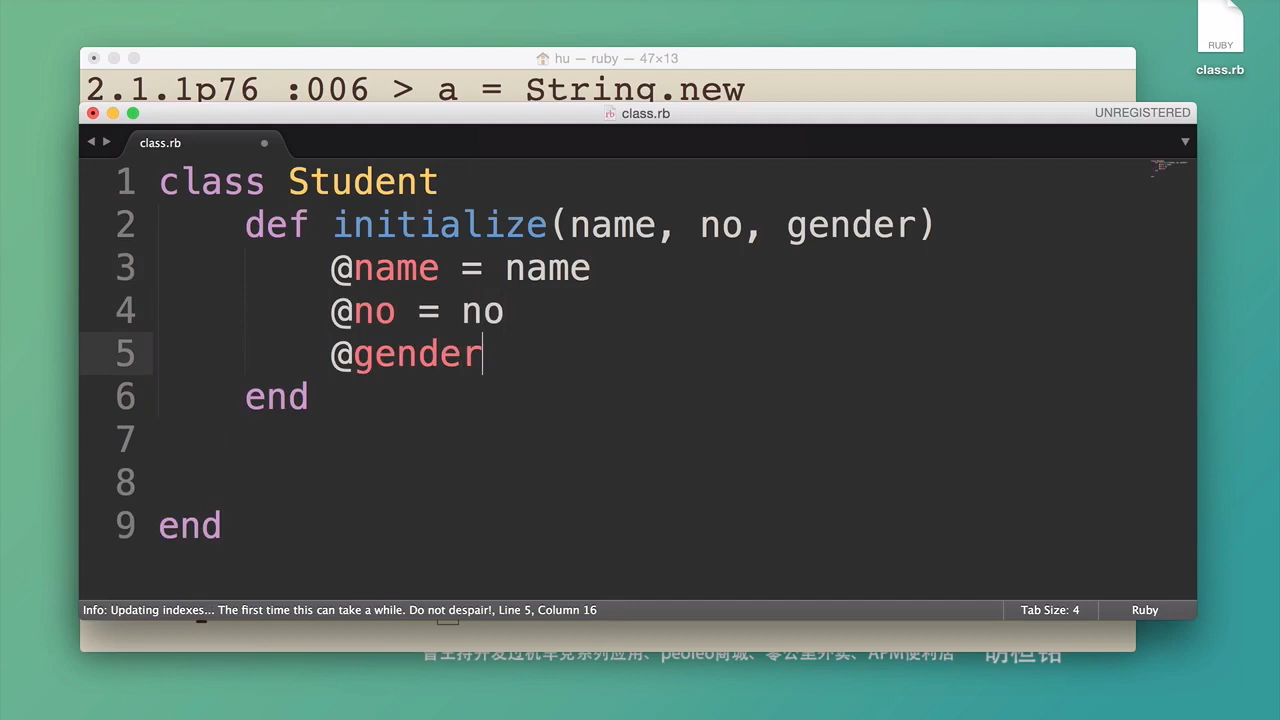 RUBY
class.rb
hu — ruby — 47×13
2.1.1p76 :006 > a = String.new
class.rb
UNREGISTERED
class.rb
1 class Student
2 def initialize(name, no, gender)
3 @name = name
4 @no = no
5 @gender
6 end
7
8
9 end
Info: Updating indexes... The first time this can take a while. Do not despair!, Line 5, Column 16
Tab Size: 4
Ruby